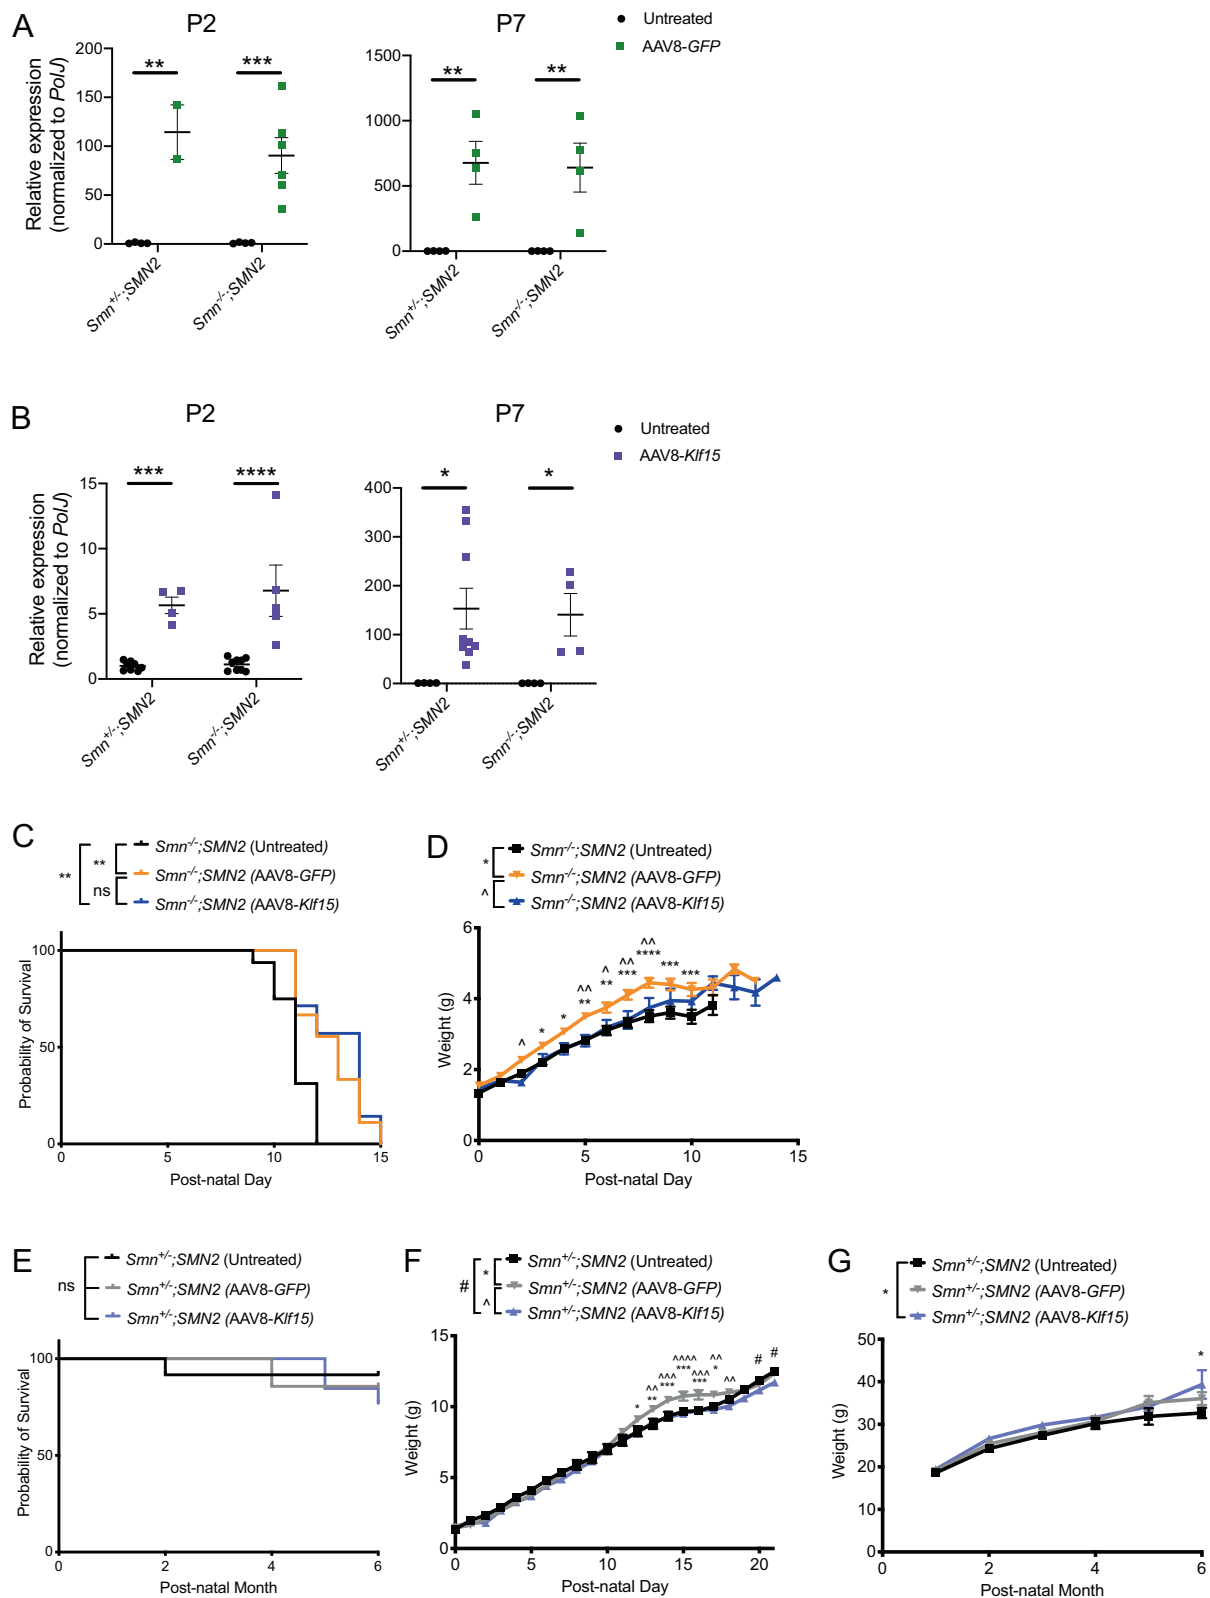 A
P2
P7
Untreated
AAV8-GFP
Relative expression
(normalized to PolJ)
200
150
100
50
0
** ***
1500
1000
500
0
** **
Smn+/-;SMN2
Smn-/-;SMN2
Smn+/-;SMN2
Smn-/-;SMN2
B
P2
P7
Untreated
AAV8-Klf15
Relative expression
(normalized to PolJ)
15
10
5
0
*** ****
400
300
200
100
0
* *
Smn+/-;SMN2
Smn-/-;SMN2
Smn+/-;SMN2
Smn-/-;SMN2
C
** ** ns
Smn-/-;SMN2 (Untreated)
Smn-/-;SMN2 (AAV8-GFP)
Smn-/-;SMN2 (AAV8-Klf15)
Probability of Survival
100
50
0
0 5 10 15
Post-natal Day
D
* ^
Smn-/-;SMN2 (Untreated)
Smn-/-;SMN2 (AAV8-GFP)
Smn-/-;SMN2 (AAV8-Klf15)
Weight (g)
6
4
2
0
^ * * ^^ ** ^ ** ^^ *** ^^ **** *** ***
0 5 10 15
Post-natal Day
E
ns
Smn+/-;SMN2 (Untreated)
Smn+/-;SMN2 (AAV8-GFP)
Smn+/-;SMN2 (AAV8-Klf15)
Probability of Survival
100
50
0
0 2 4 6
Post-natal Month
F
# * ^
Smn+/-;SMN2 (Untreated)
Smn+/-;SMN2 (AAV8-GFP)
Smn+/-;SMN2 (AAV8-Klf15)
Weight (g)
15
10
5
0
* ^^ ** ^^^ *** ^^^^ *** ^^^ *** ^^ * ^^ # #
0 5 10 15 20
Post-natal Day
G
*
Smn+/-;SMN2 (Untreated)
Smn+/-;SMN2 (AAV8-GFP)
Smn+/-;SMN2 (AAV8-Klf15)
Weight (g)
50
40
30
20
10
0
*
0 2 4 6
Post-natal Month